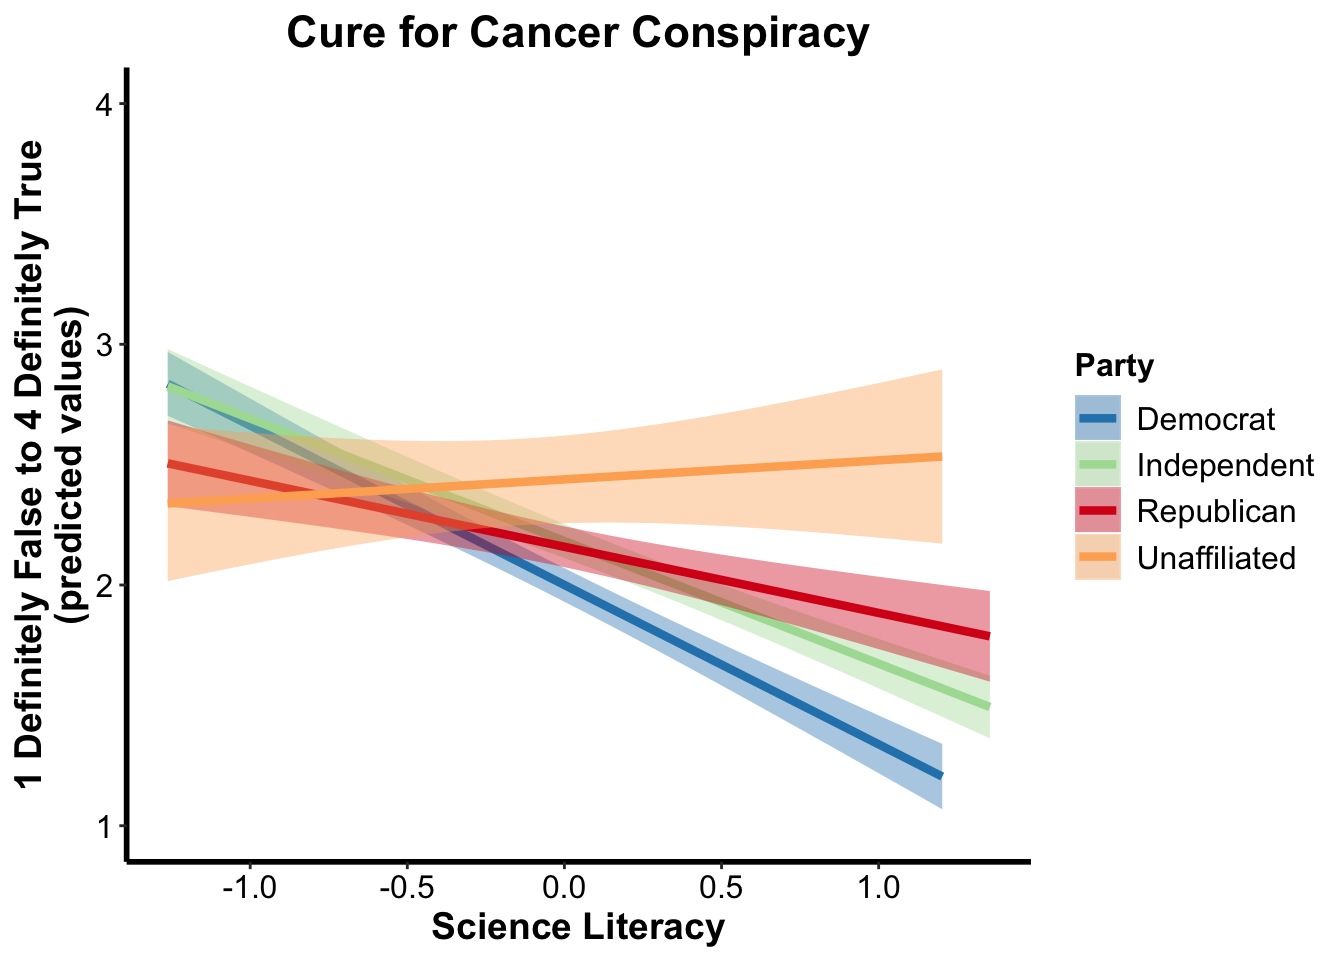 Cure for Cancer Conspiracy
1 Definitely False to 4 Definitely True
(predicted values)
4
3
2
1
-1.0
-0.5
0.0
0.5
1.0
Science Literacy
Party
Democrat
Independent
Republican
Unaffiliated